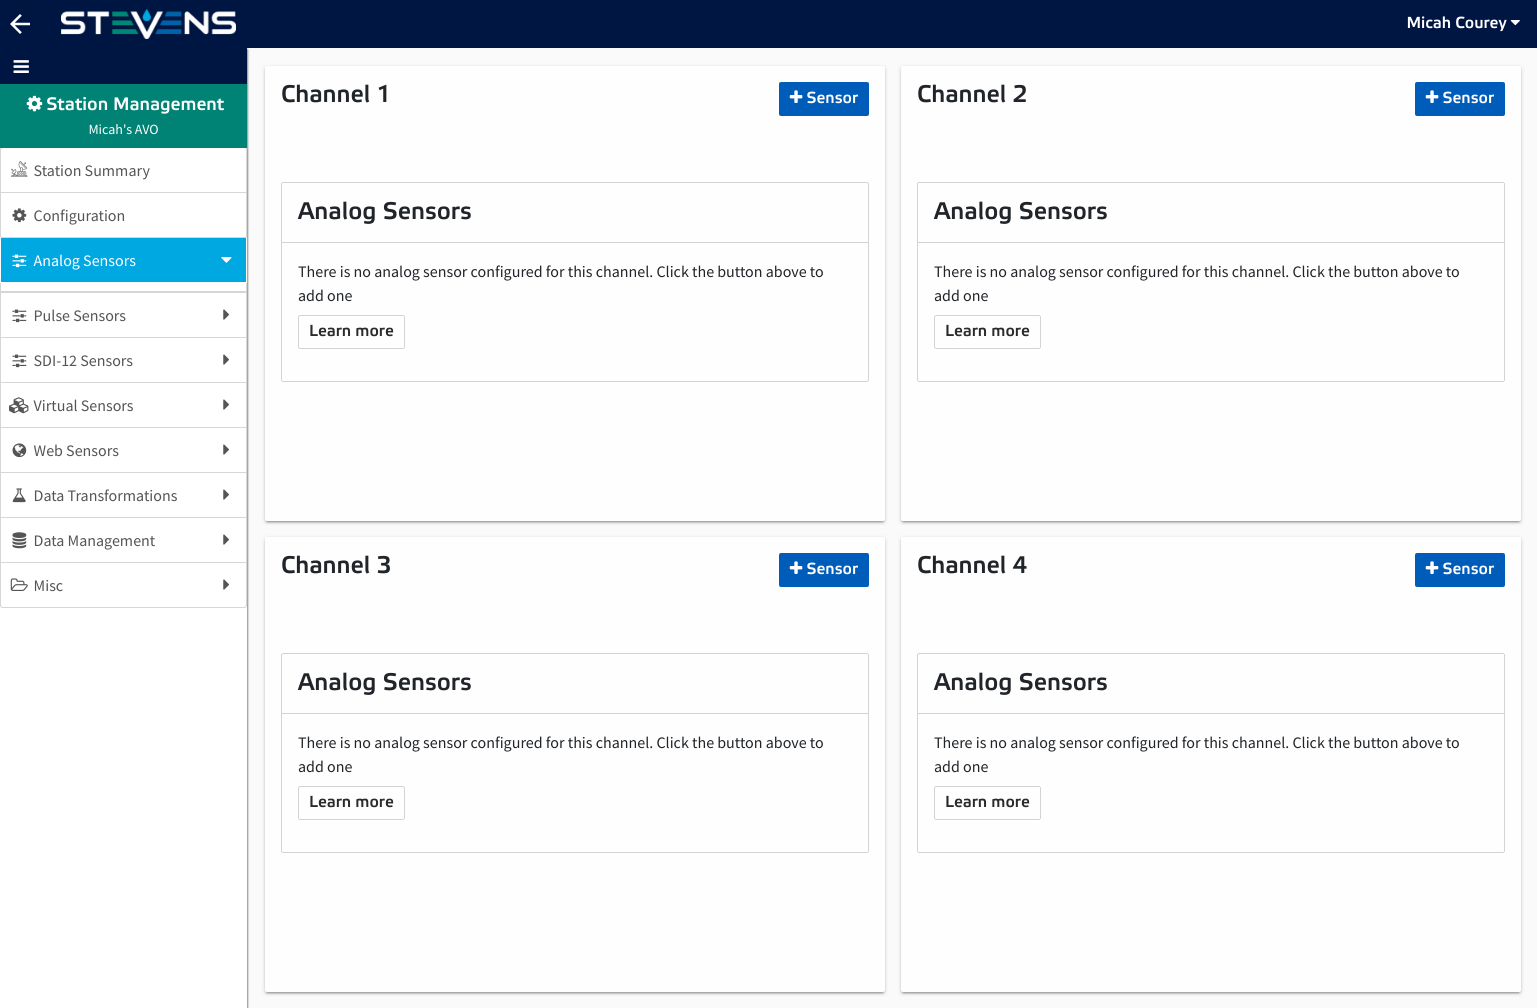 STEVENS
Micah Courey
Station Management
Micah's AVO
Station Summary
Configuration
Analog Sensors
Pulse Sensors
SDI-12 Sensors
Virtual Sensors
Web Sensors
Data Transformations
Data Management
Misc
Channel 1
+ Sensor
Analog Sensors
There is no analog sensor configured for this channel. Click the button above to
add one
Learn more
Channel 2
+ Sensor
Analog Sensors
There is no analog sensor configured for this channel. Click the button above to
add one
Learn more
Channel 3
+ Sensor
Analog Sensors
There is no analog sensor configured for this channel. Click the button above to
add one
Learn more
Channel 4
+ Sensor
Analog Sensors
There is no analog sensor configured for this channel. Click the button above to
add one
Learn more